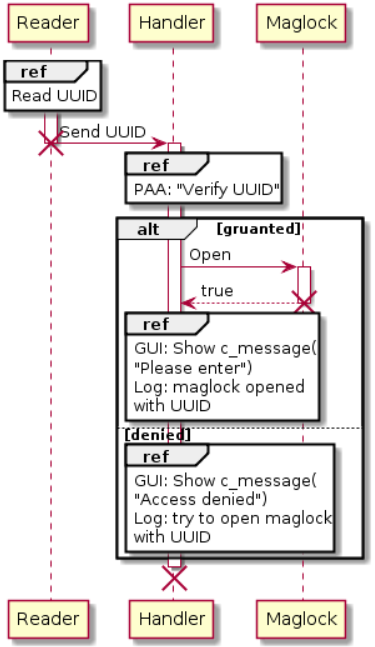 Reader Handler Maglock
ref
Read UUID
Send UUID
ref
PAA: "Verify UUID"
alt [gruanted]
Open
true
ref
GUI: Show c_message(
"Please enter")
Log: maglock opened
with UUID
[denied]
ref
GUI: Show c_message(
"Access denied")
Log: try to open maglock
with UUID
Reader Handler Maglock